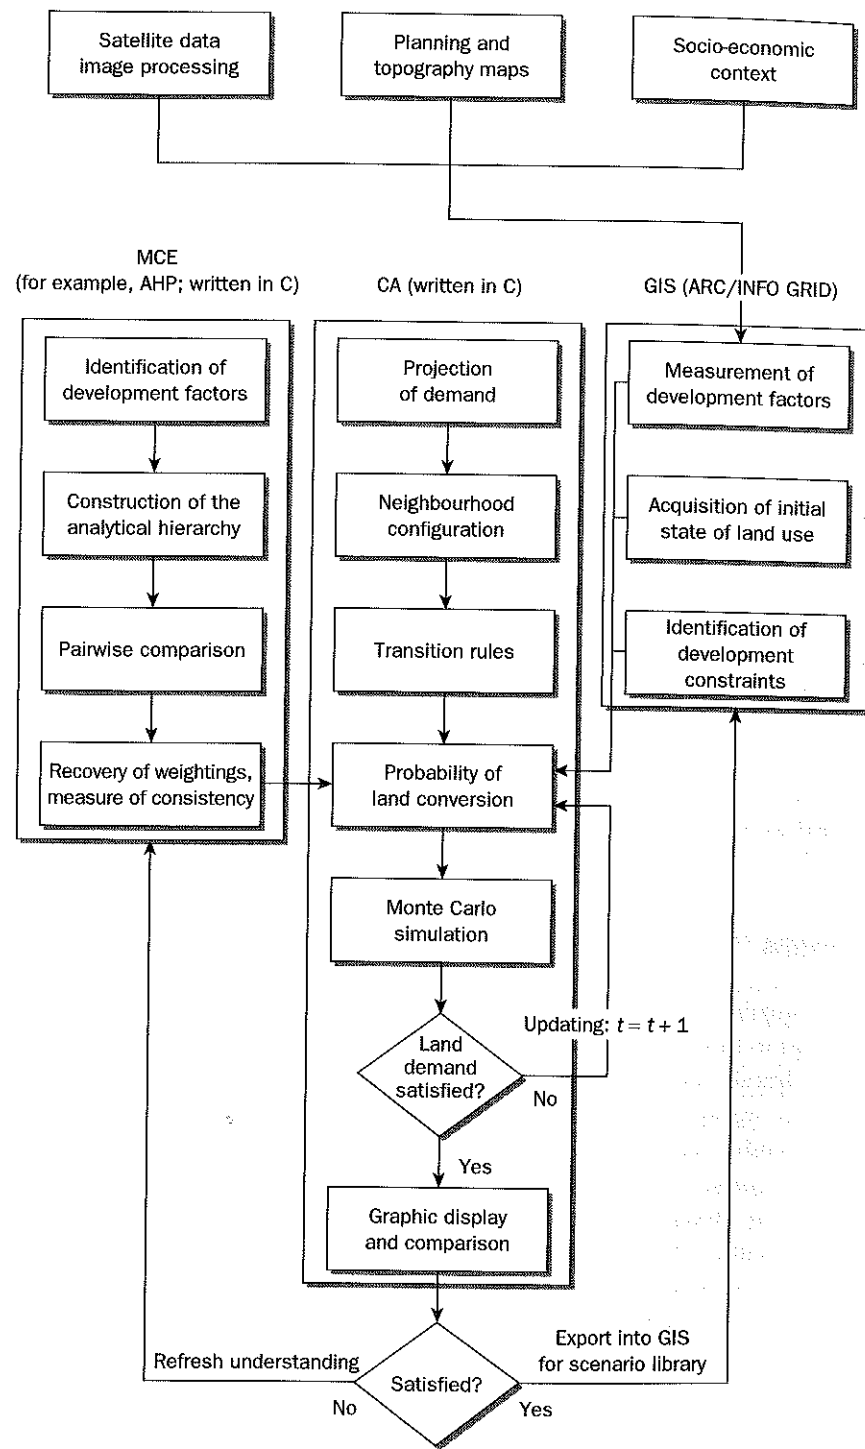 Satellite data
image processing
Planning and
topography maps
Socio-economic
context
MCE
(for example, AHP; written in C)
CA (written in C)
GIS (ARC/INFO GRID)
Identification of
development factors
Construction of the
analytical hierarchy
Pairwise comparison
Recovery of weightings,
measure of consistency
Projection
of demand
Neighbourhood
configuration
Transition rules
Probability of
land conversion
Monte Carlo
simulation
Land
demand
satisfied?
Updating: t = t + 1
No
Yes
Graphic display
and comparison
Measurement of
development factors
Acquisition of initial
state of land use
Identification of
development
constraints
Satisfied?
Refresh understanding
No
Export into GIS
for scenario library
Yes